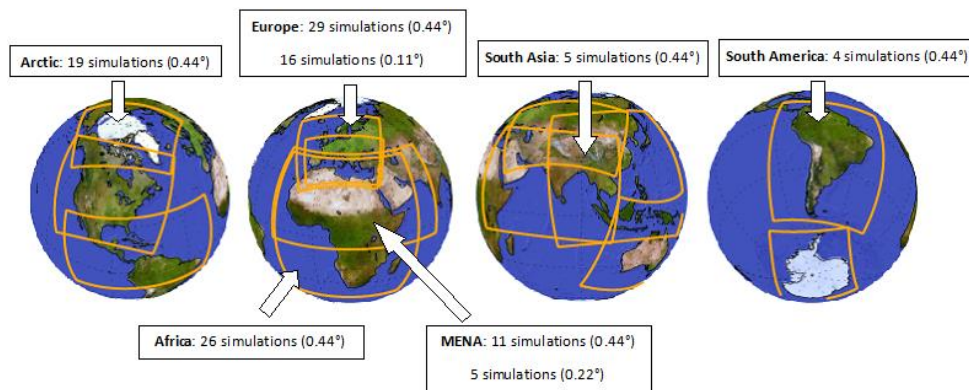 Europe: 29 simulations (0.44°)
16 simulations (0.11°)
Arctic: 19 simulations (0.44°)
South Asia: 5 simulations (0.44°)
South America: 4 simulations (0.44°)
Africa: 26 simulations (0.44°)
MENA: 11 simulations (0.44°)
5 simulations (0.22°)